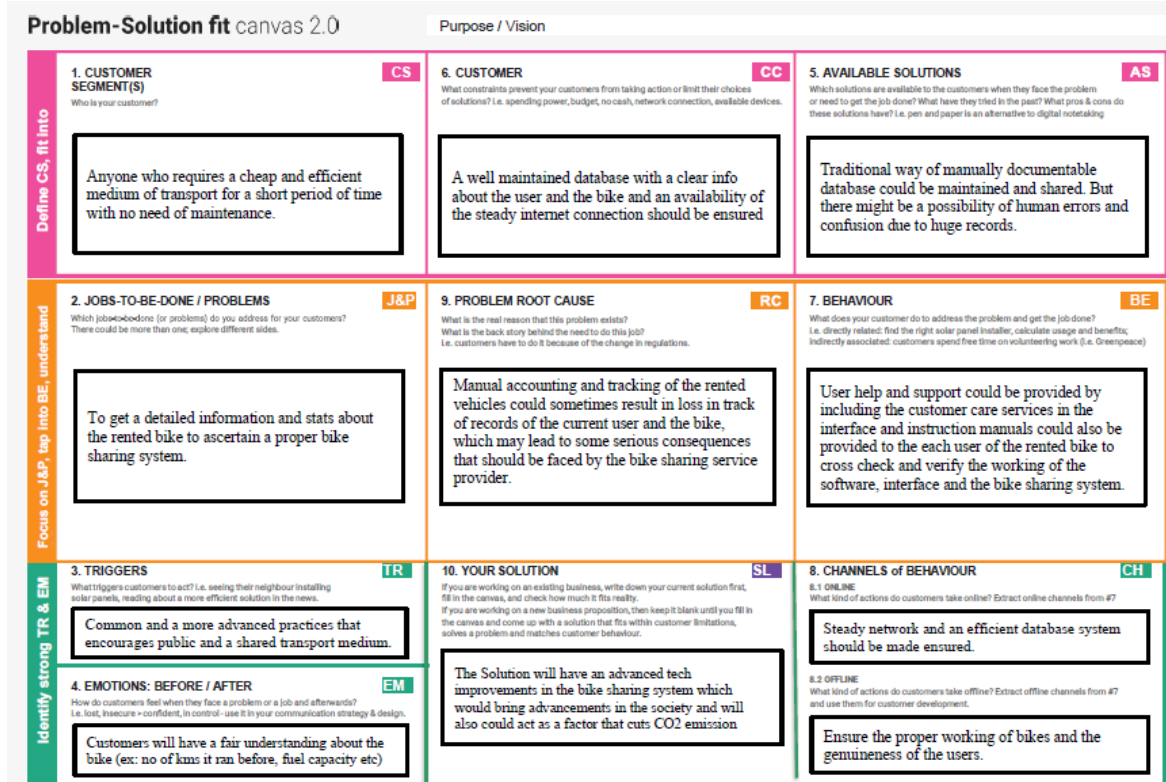 Problem-Solution fit canvas 2.0
Purpose / Vision
Define CS, fit into
1. CUSTOMER
SEGMENT(S)
CS
Who is your customer?
Anyone who requires a cheap and efficient
medium of transport for a short period of time
with no need of maintenance.
6. CUSTOMER
CC
What constraints prevent your customers from taking action or limit their choices
of solutions? i.e. spending power, budget, no cash, network connection, available devices.
A well maintained database with a clear info
about the user and the bike and an availability of
the steady internet connection should be ensured
5. AVAILABLE SOLUTIONS
AS
Which solutions are available to the customers when they face the problem
or need to get the job done? What have they tried in the past? What pros & cons do
these solutions have? i.e. pen and paper is an alternative to digital notetaking
Traditional way of manually documentable
database could be maintained and shared. But
there might be a possibility of human errors and
confusion due to huge records.
Focus on J&P, tap into BE, understand
2. JOBS-TO-BE-DONE / PROBLEMS
J&P
Which jobs-to-be-done (or problems) do you address for your customers?
There could be more than one; explore different sides.
To get a detailed information and stats about
the rented bike to ascertain a proper bike
sharing system.
9. PROBLEM ROOT CAUSE
RC
What is the real reason that this problem exists?
What is the back story behind the need to do this job?
i.e. customers have to do it because of the change in regulations.
Manual accounting and tracking of the rented
vehicles could sometimes result in loss in track
of records of the current user and the bike,
which may lead to some serious consequences
that should be faced by the bike sharing service
provider.
7. BEHAVIOUR
BE
What does your customer do to address the problem and get the job done?
i.e. directly related: find the right solar panel installer, calculate usage and benefits;
indirectly associated: customers spend free time on volunteering work (i.e. Greenpeace)
User help and support could be provided by
including the customer care services in the
interface and instruction manuals could also be
provided to the each user of the rented bike to
cross check and verify the working of the
software, interface and the bike sharing system.
Identify strong TR & EM
3. TRIGGERS
TR
What triggers customers to act? i.e. seeing their neighbour installing
solar panels, reading about a more efficient solution in the news.
Common and a more advanced practices that
encourages public and a shared transport medium.
4. EMOTIONS: BEFORE / AFTER
EM
How do customers feel when they face a problem or a job and afterwards?
i.e. lost, insecure > confident, in control - use it in your communication strategy & design.
Customers will have a fair understanding about the
bike (ex: no of kms it ran before, fuel capacity etc)
10. YOUR SOLUTION
SL
If you are working on an existing business, write down your current solution first,
fill in the canvas, and check how much it fits reality.
If you are working on a new business proposition, then keep it blank until you fill in
the canvas and come up with a solution that fits within customer limitations,
solves a problem and matches customer behaviour.
The Solution will have an advanced tech
improvements in the bike sharing system which
would bring advancements in the society and will
also could act as a factor that cuts CO2 emission
8. CHANNELS of BEHAVIOUR
CH
8.1 ONLINE
What kind of actions do customers take online? Extract online channels from #7
Steady network and an efficient database system
should be made ensured.
8.2 OFFLINE
What kind of actions do customers take offline? Extract offline channels from #7
and use them for customer development.
Ensure the proper working of bikes and the
genuineness of the users.